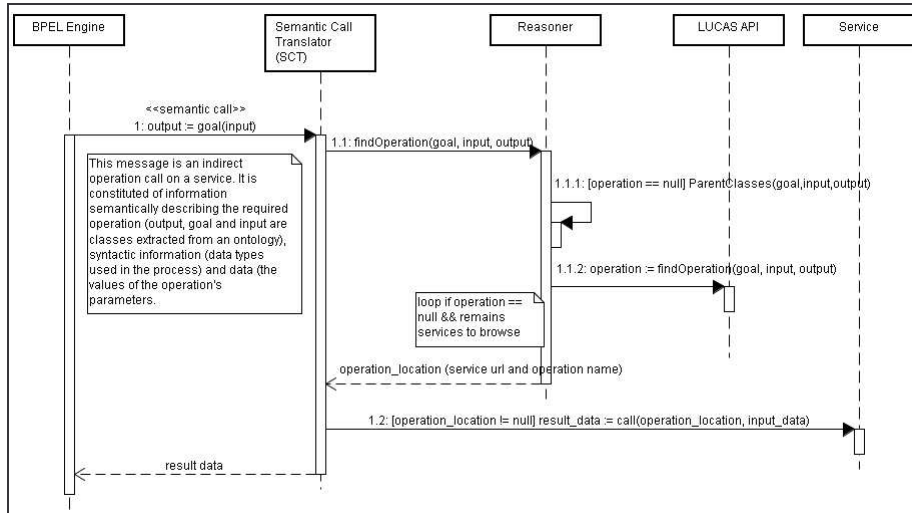 BPEL Engine
Semantic Call
Translator
(SCT)
Reasoner
LUCAS API
Service
<<semantic call>>
1: output := goal(input)
1.1: findOperation(goal, input, output)
This message is an indirect
operation call on a service. It is
constituted of information
semantically describing the required
operation (output, goal and input are
classes extracted from an ontology),
syntactic information (data types
used in the process) and data (the
values of the operation's
parameters.
1.1.1: [operation == null] ParentClasses(goal,input,output)
1.1.2: operation := findOperation(goal, input, output)
loop if operation ==
null && remains
services to browse
operation_location (service url and operation name)
1.2: [operation_location != null] result_data := call(operation_location, input_data)
result data